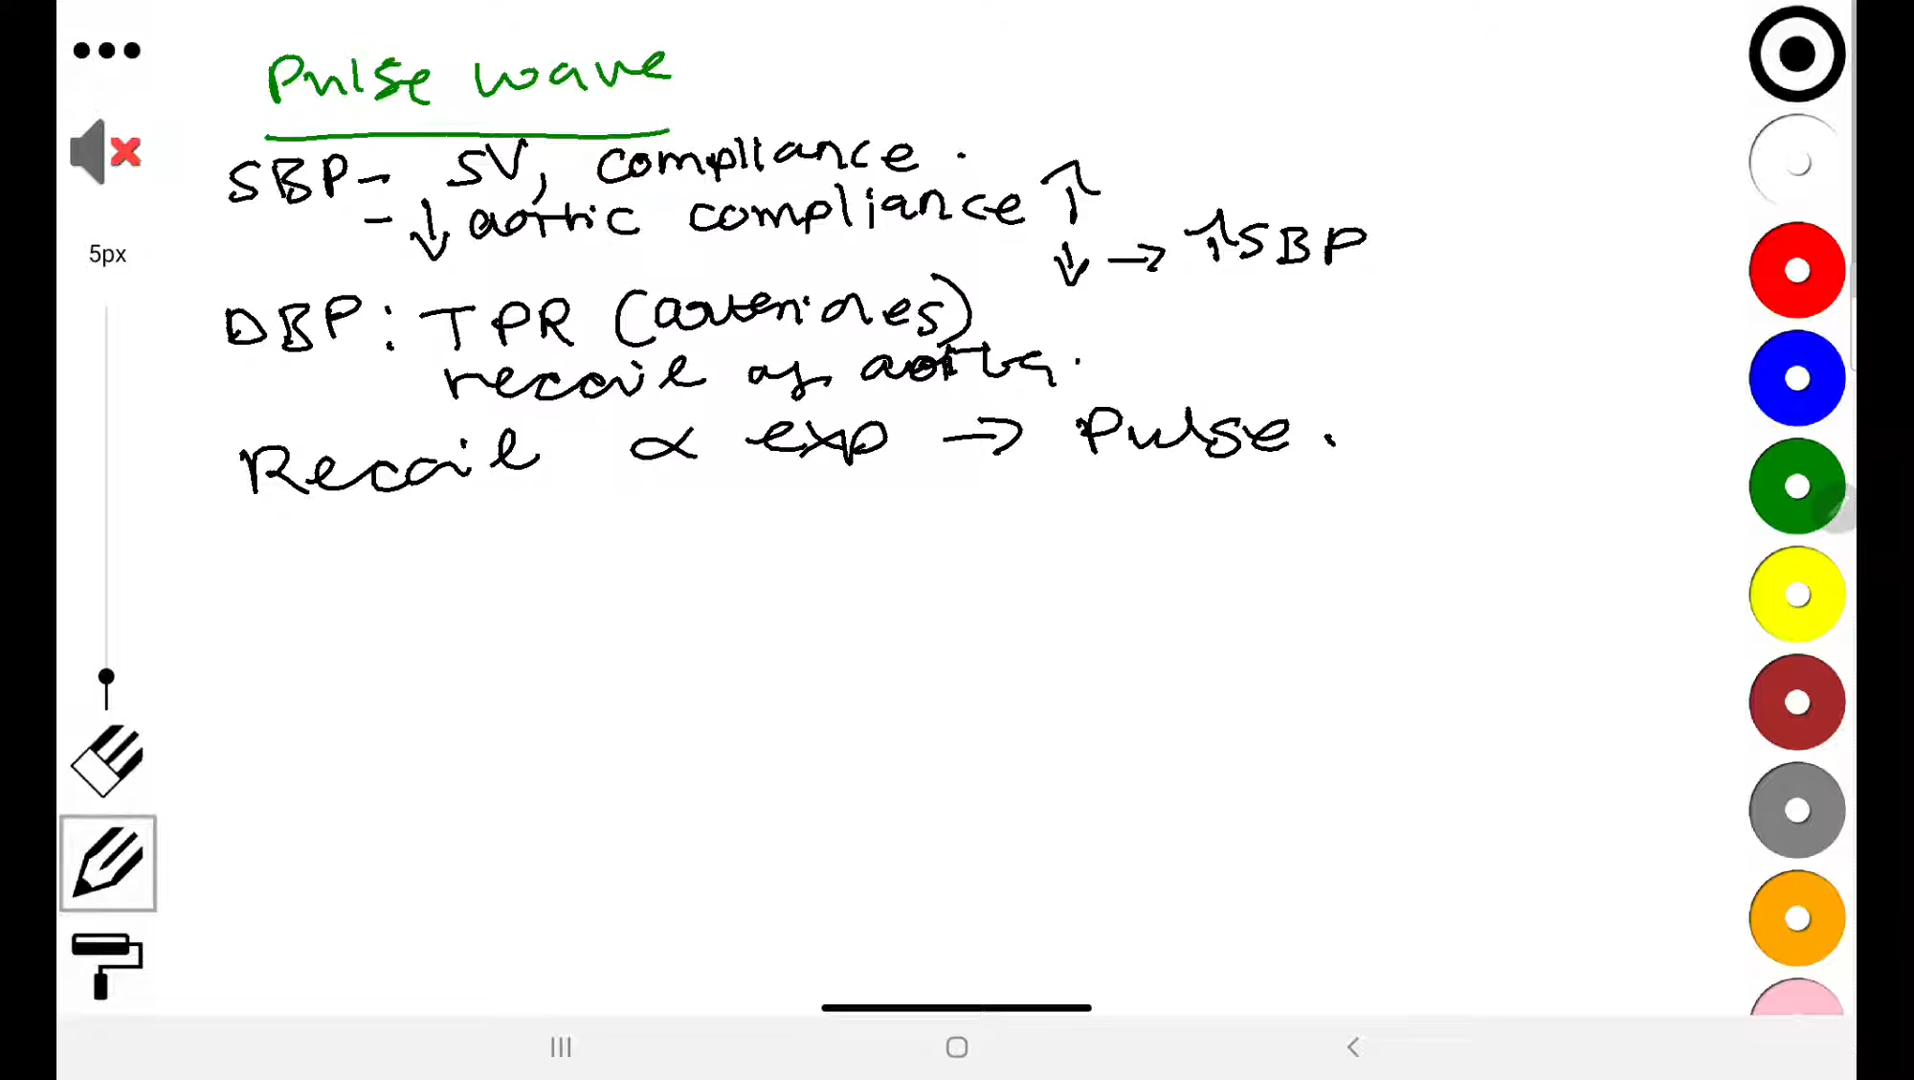 Pulse wave
SBP - SV, compliance.
- ↓ aortic compliance ↑
↓ → ↑SBP
DBP: TPR (arterioles)
recoil of aorta.
Recoil ∝ exp → Pulse.
5px